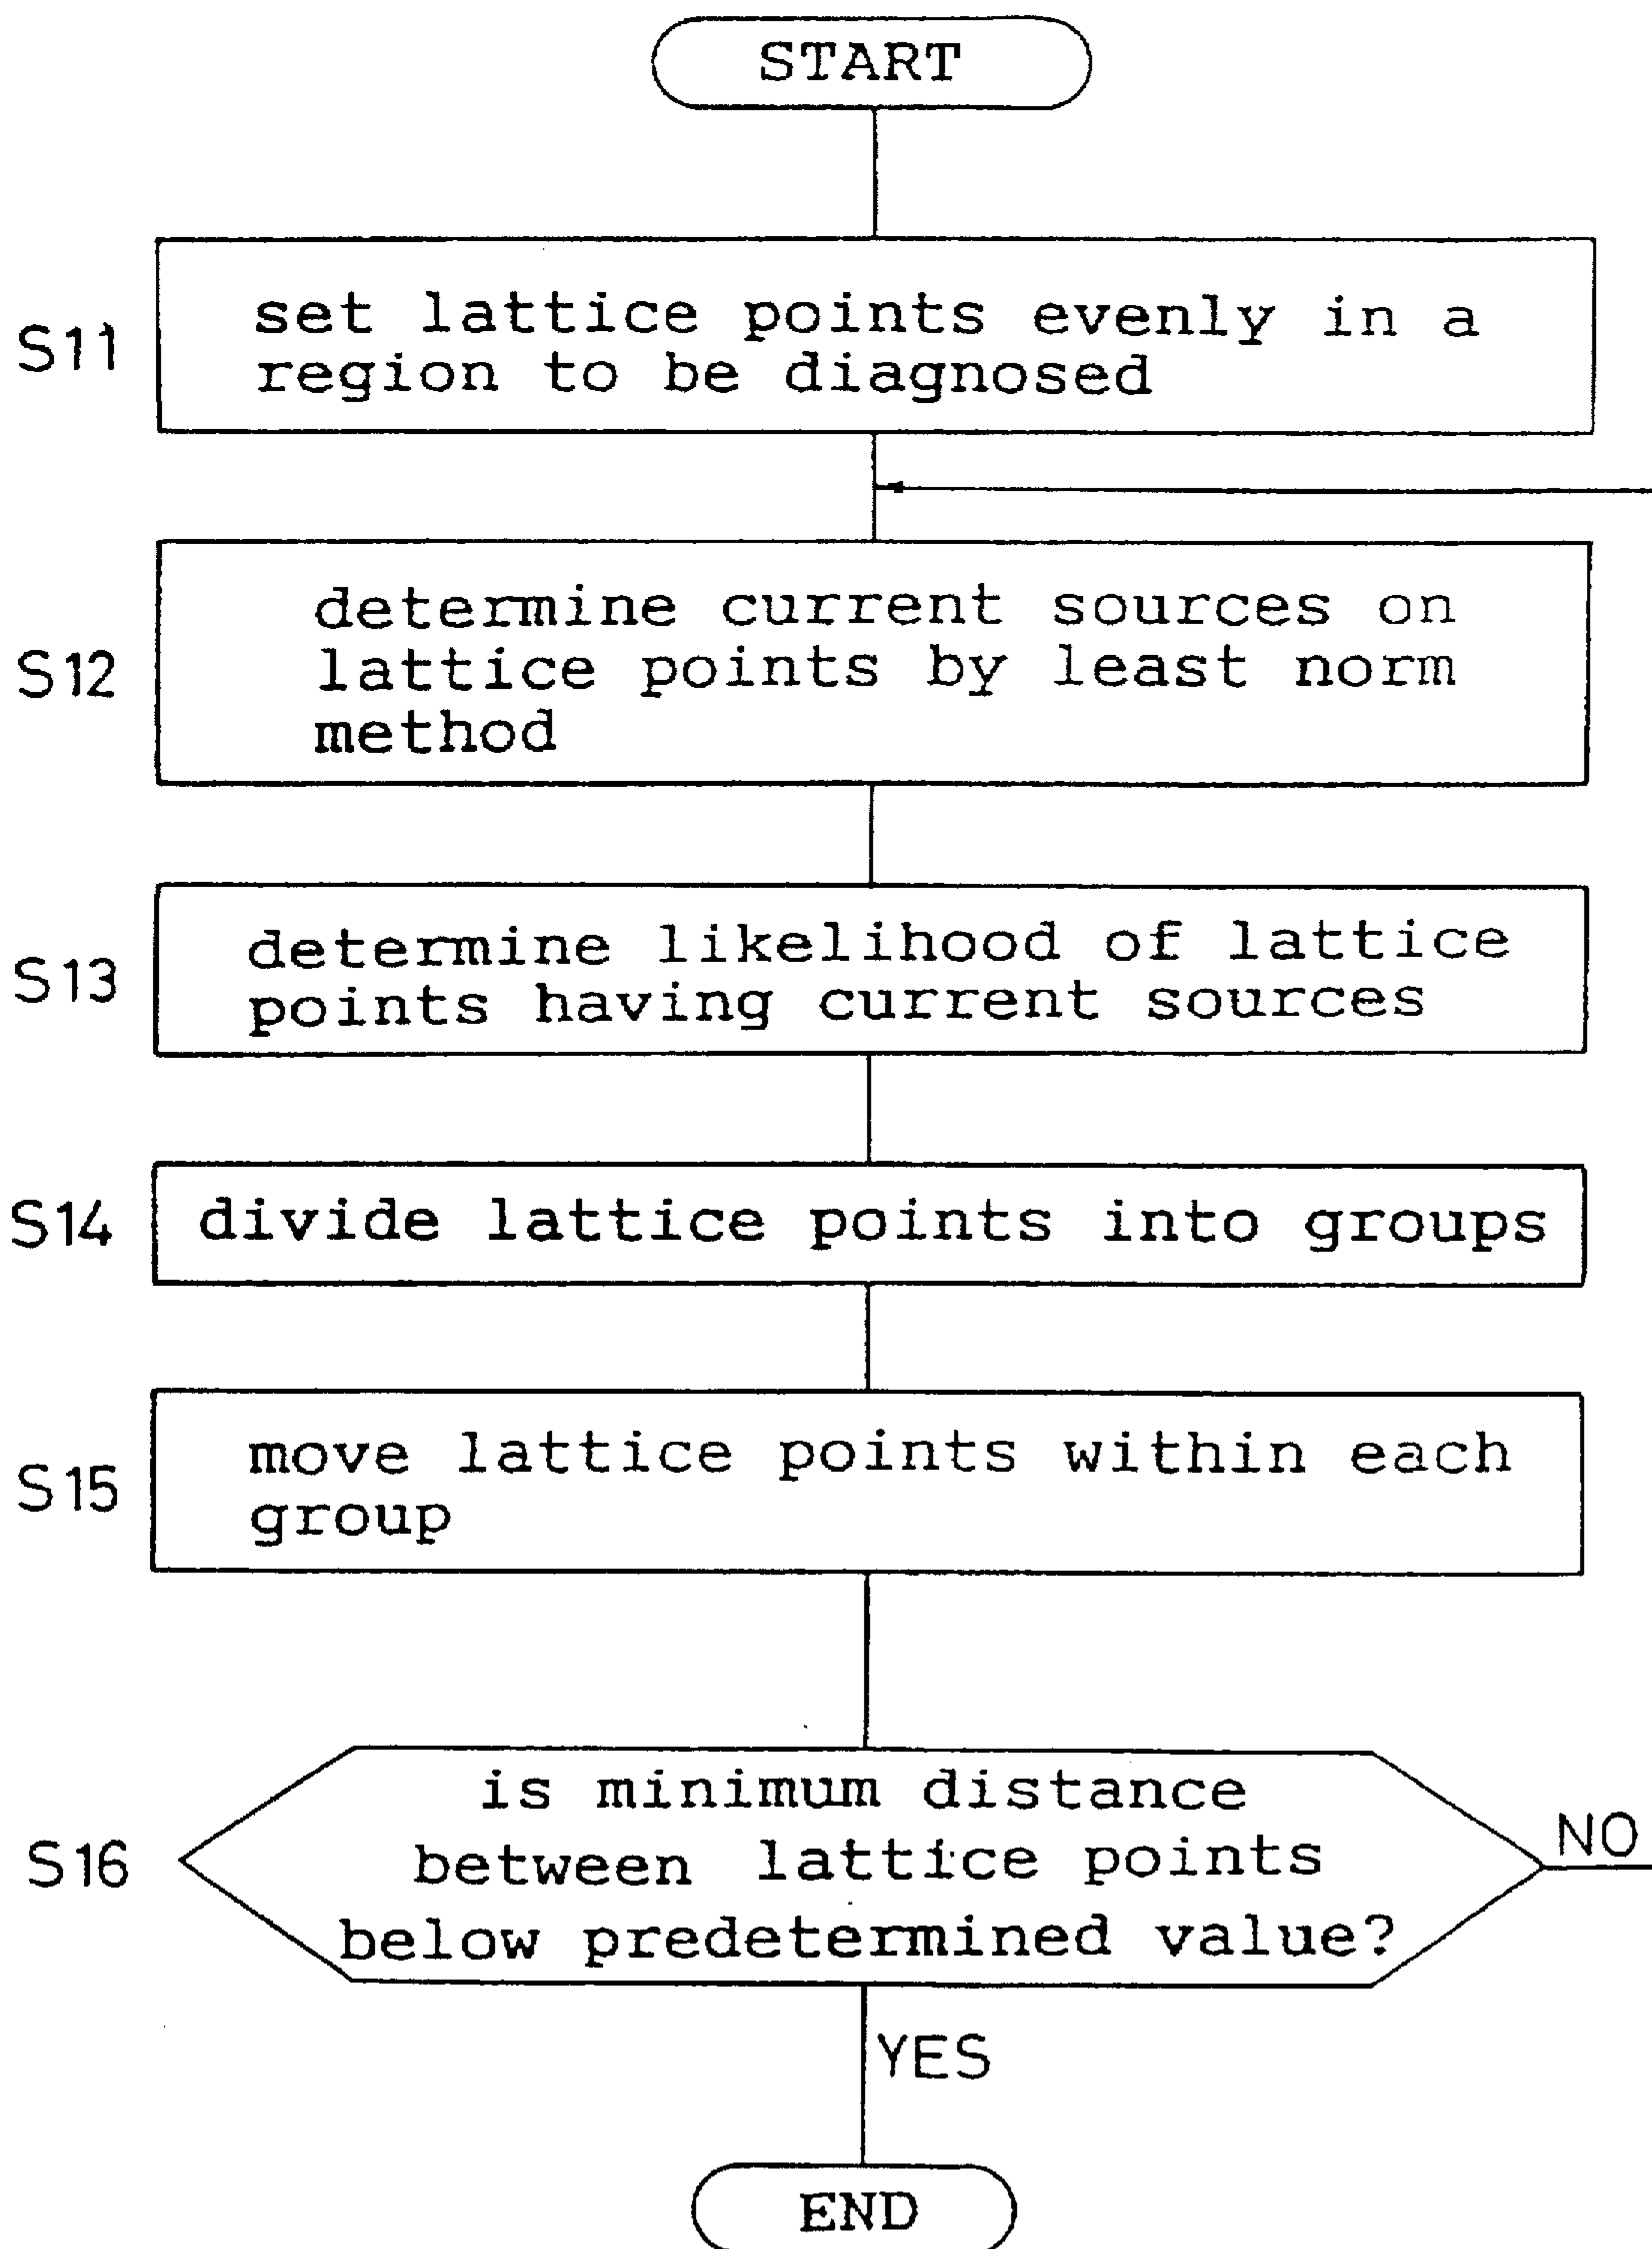 START
S11
set lattice points evenly in a
region to be diagnosed
S12
determine current sources on
lattice points by least norm
method
S13
determine likelihood of lattice
points having current sources
S14
divide lattice points into groups
S15
move lattice points within each
group
S16
is minimum distance
between lattice points
below predetermined value?
NO
YES
END